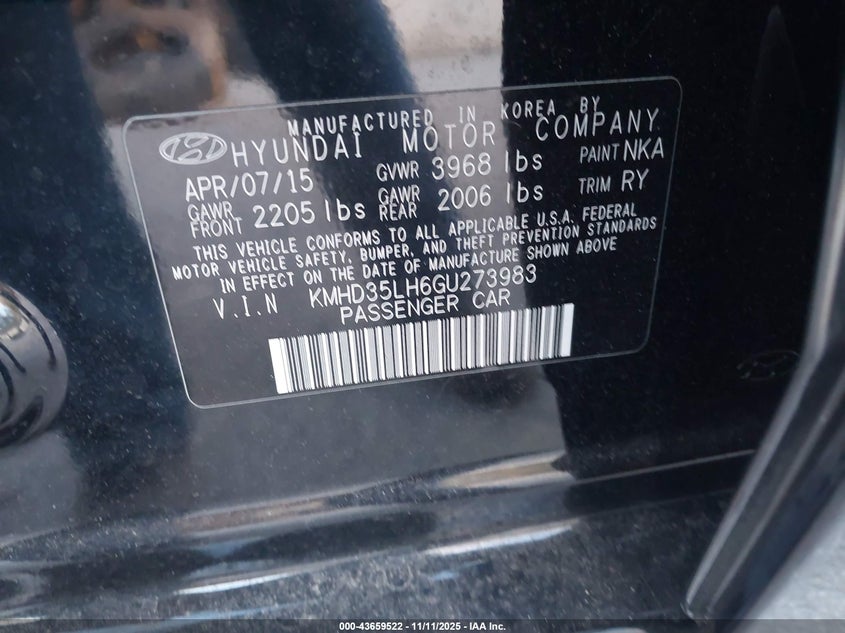 MANUFACTURED IN KOREA BY
HYUNDAI MOTOR COMPANY
APR/07/15 GVWR 3968 lbs PAINT NKA
GAWR FRONT 2205 lbs GAWR REAR 2006 lbs TRIM RY
THIS VEHICLE CONFORMS TO ALL APPLICABLE U.S.A. FEDERAL
MOTOR VEHICLE SAFETY, BUMPER, AND THEFT PREVENTION STANDARDS
IN EFFECT ON THE DATE OF MANUFACTURE SHOWN ABOVE
V.I.N KMHD35LH6GU273983
PASSENGER CAR
000-43659522 - 11/11/2025 - IAA Inc.